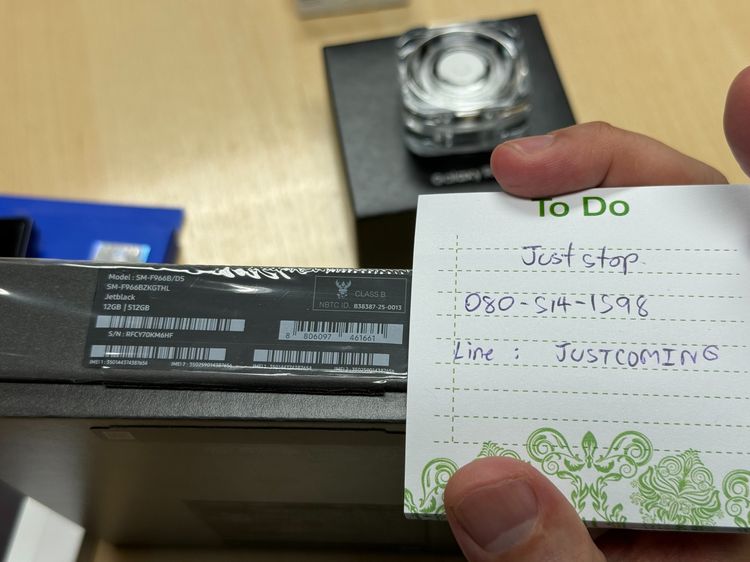 Galaxy
To Do
Just stop
080-514-1598
Line : JUSTCOMING
Model : SM-F966B/DS
SM-F966BZKGTHL
Jetblack
12GB | 512GB
S/N : RFCY70KM6HF
CLASS B
NBTC ID. B38387-25-0013
8 806097 461661